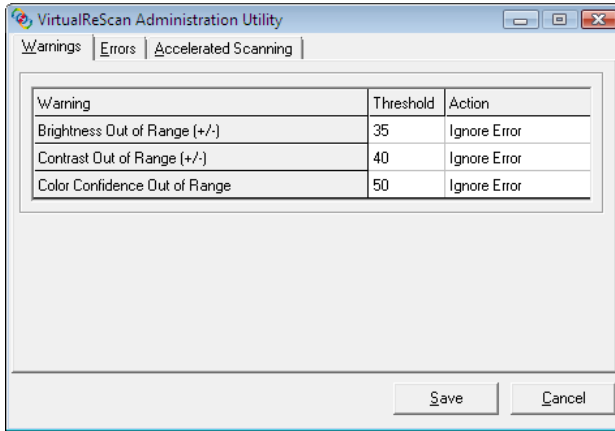 VirtualReScan Administration Utility
Warnings Errors Accelerated Scanning
Warning Threshold Action
Brightness Out of Range (+/-) 35 Ignore Error
Contrast Out of Range (+/-) 40 Ignore Error
Color Confidence Out of Range 50 Ignore Error
Save Cancel